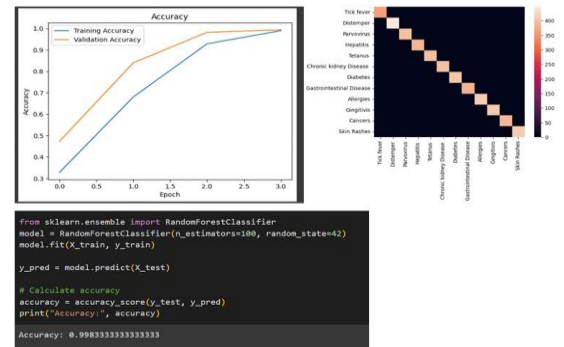 Accuracy
Training Accuracy
Validation Accuracy
1.0
0.9
0.8
0.7
0.6
0.5
0.4
0.3
Accuracy
0.0 0.5 1.0 1.5 2.0 2.5 3.0
Epoch
Tick fever
Distemper
Parvovirus
Hepatitis
Tetanus
Chronic kidney Disease
Diabetes
Gastrointestinal Disease
Allergies
Gingitivis
Cancers
Skin Rashes
Tick fever
Distemper
Parvovirus
Hepatitis
Tetanus
Chronic kidney Disease
Diabetes
Gastrointestinal Disease
Allergies
Gingitivis
Cancers
Skin Rashes
400
350
300
250
200
150
100
50
0
from sklearn.ensemble import RandomForestClassifier
model = RandomForestClassifier(n_estimators=100, random_state=42)
model.fit(X_train, y_train)
y_pred = model.predict(X_test)
# Calculate accuracy
accuracy = accuracy_score(y_test, y_pred)
print("Accuracy:", accuracy)
Accuracy: 0.9983333333333333